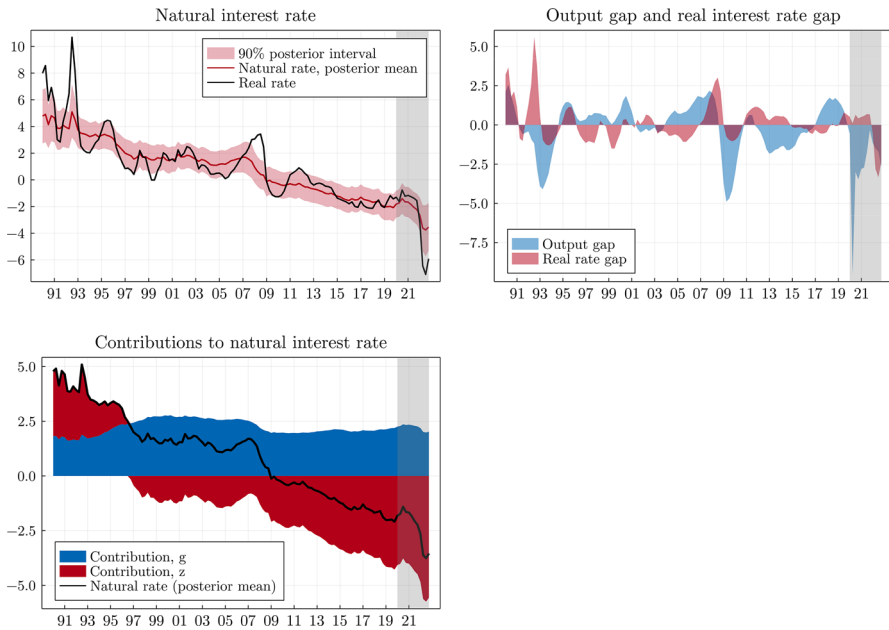 Natural interest rate
10
8
6
4
2
0
−2
−4
−6
90% posterior interval
Natural rate, posterior mean
Real rate
91 93 95 97 99 01 03 05 07 09 11 13 15 17 19 21
Output gap and real interest rate gap
5.0
2.5
0.0
−2.5
−5.0
−7.5
Output gap
Real rate gap
91 93 95 97 99 01 03 05 07 09 11 13 15 17 19 21
Contributions to natural interest rate
5.0
2.5
0.0
−2.5
−5.0
Contribution, g
Contribution, z
Natural rate (posterior mean)
91 93 95 97 99 01 03 05 07 09 11 13 15 17 19 21